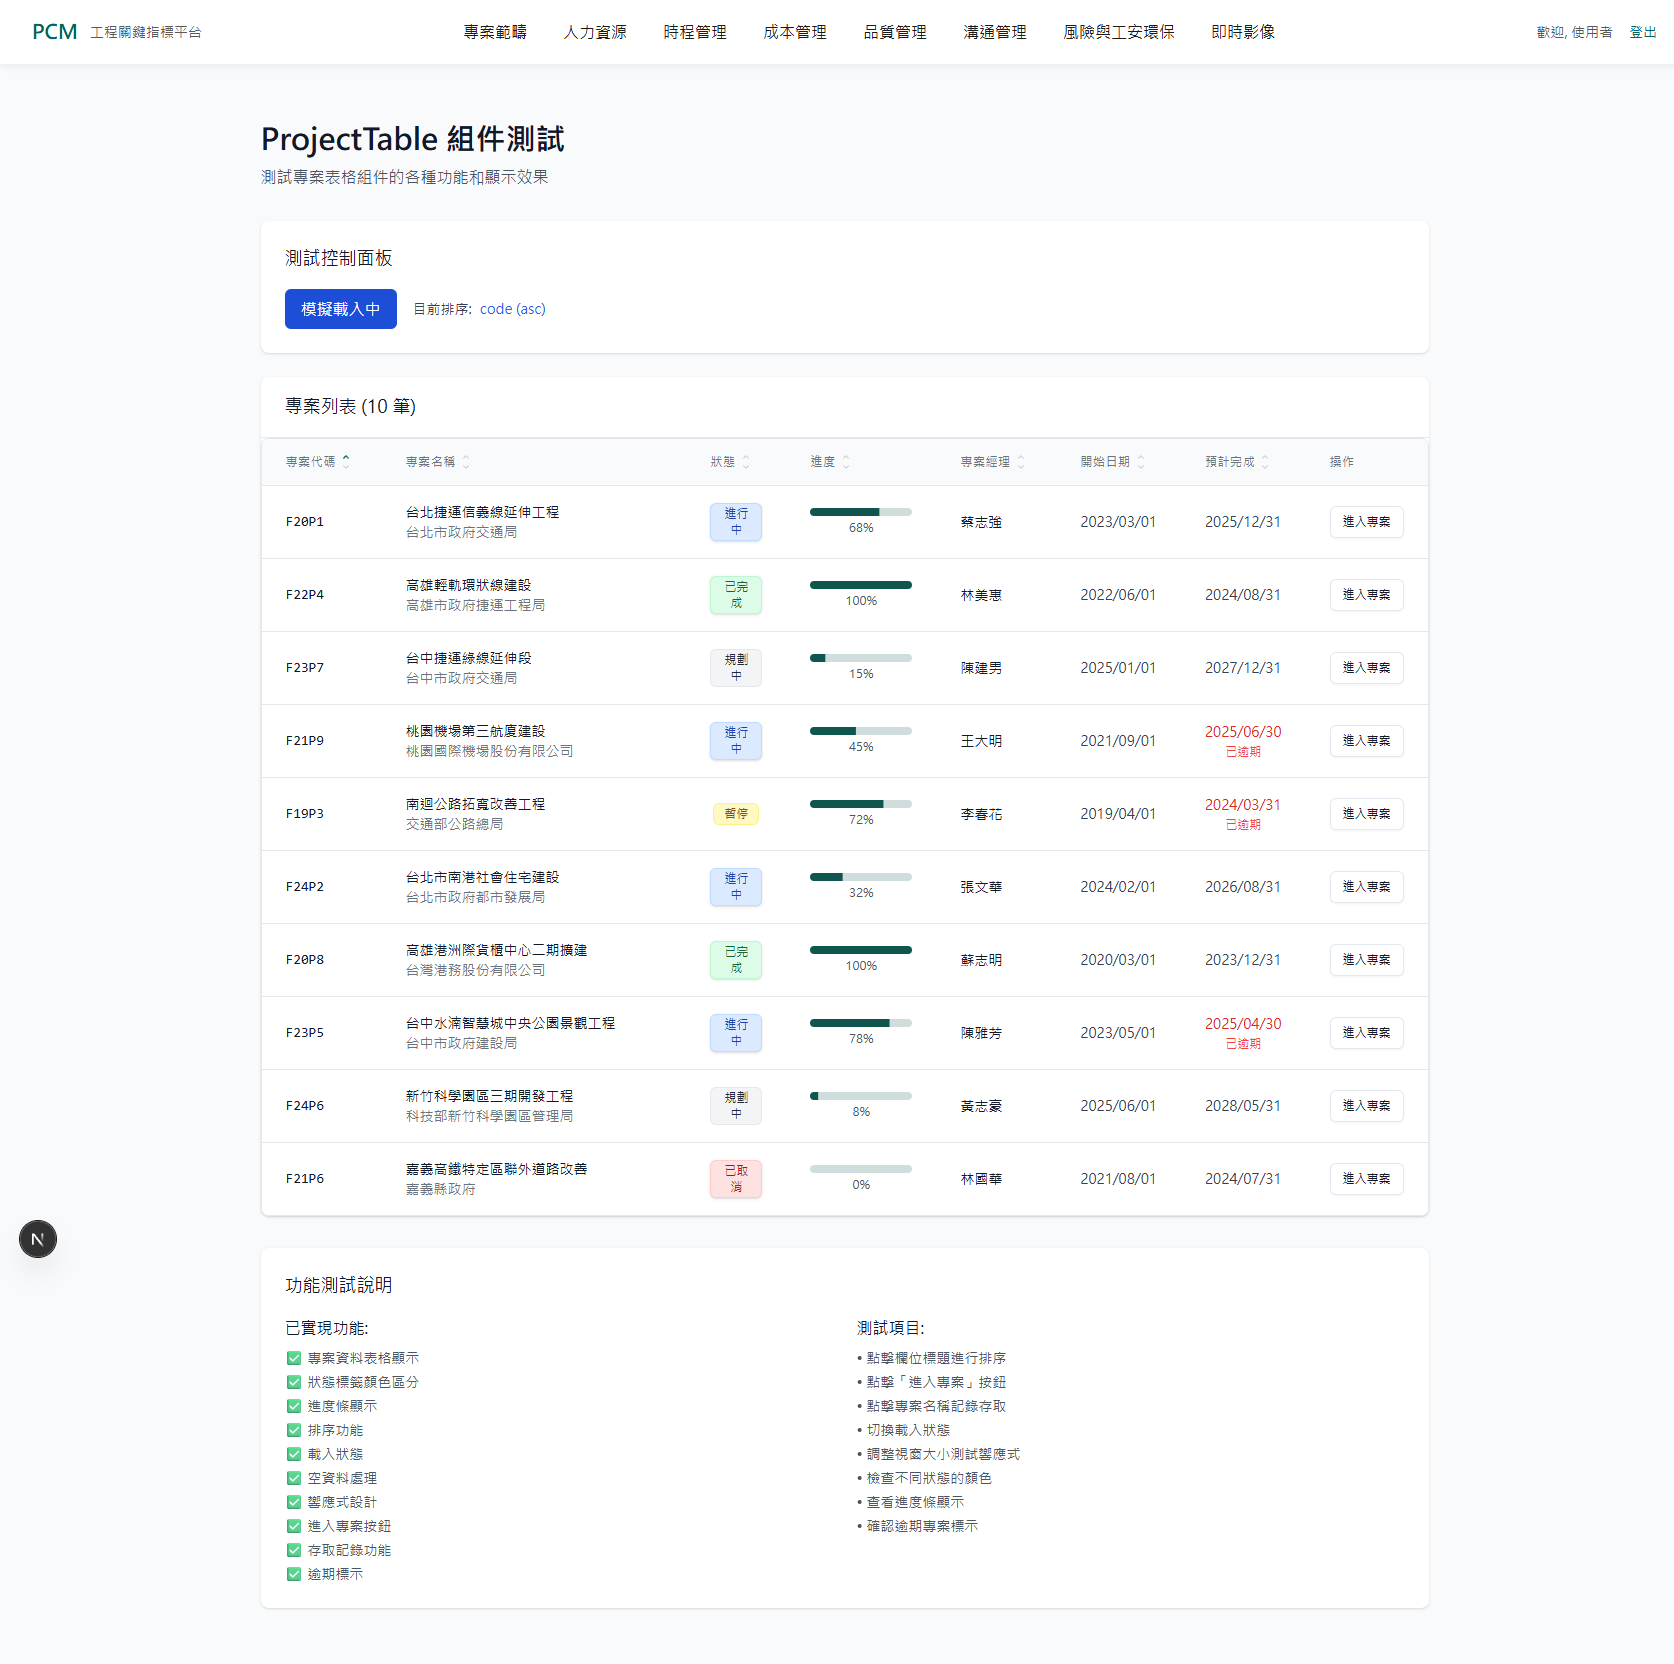 PCM 工程關鍵指標平台 專案範疇 人力資源 時程管理 成本管理 品質管理 溝通管理 風險與工安環保 即時影像 歡迎, 使用者 登出
ProjectTable 組件測試
測試專案表格組件的各種功能和顯示效果
測試控制面板
模擬載入中 目前排序: code (asc)
專案列表 (10 筆)
專案代碼 專案名稱 狀態 進度 專案經理 開始日期 預計完成 操作
F20P1 台北捷運信義線延伸工程 進行中 68% 蔡志強 2023/03/01 2025/12/31 進入專案
台北市政府交通局
F22P4 高雄輕軌環狀線建設 已完成 100% 林美惠 2022/06/01 2024/08/31 進入專案
高雄市政府捷運工程局
F23P7 台中捷運綠線延伸段 規劃中 15% 陳建男 2025/01/01 2027/12/31 進入專案
台中市政府交通局
F21P9 桃園機場第三航廈建設 進行中 45% 王大明 2021/09/01 2025/06/30 進入專案
桃園國際機場股份有限公司 已逾期
F19P3 南迴公路拓寬改善工程 暫停 72% 李春花 2019/04/01 2024/03/31 進入專案
交通部公路總局 已逾期
F24P2 台北市南港社會住宅建設 進行中 32% 張文華 2024/02/01 2026/08/31 進入專案
台北市政府都市發展局
F20P8 高雄港洲際貨櫃中心二期擴建 已完成 100% 蘇志明 2020/03/01 2023/12/31 進入專案
台灣港務股份有限公司
F23P5 台中水湳智慧城中央公園景觀工程 進行中 78% 陳雅芳 2023/05/01 2025/04/30 進入專案
台中市政府建設局 已逾期
F24P6 新竹科學園區三期開發工程 規劃中 8% 黃志豪 2025/06/01 2028/05/31 進入專案
科技部新竹科學園區管理局
F21P6 嘉義高鐵特定區聯外道路改善 已取消 0% 林國華 2021/08/01 2024/07/31 進入專案
嘉義縣政府
N
功能測試說明
已實現功能:
✅ 專案資料表格顯示
✅ 狀態標籤顏色區分
✅ 進度條顯示
✅ 排序功能
✅ 載入狀態
✅ 空資料處理
✅ 響應式設計
✅ 進入專案按鈕
✅ 存取記錄功能
✅ 逾期標示
測試項目:
• 點擊欄位標題進行排序
• 點擊「進入專案」按鈕
• 點擊專案名稱記錄存取
• 切換載入狀態
• 調整視窗大小測試響應式
• 檢查不同狀態的顏色
• 查看進度條顯示
• 確認逾期專案標示